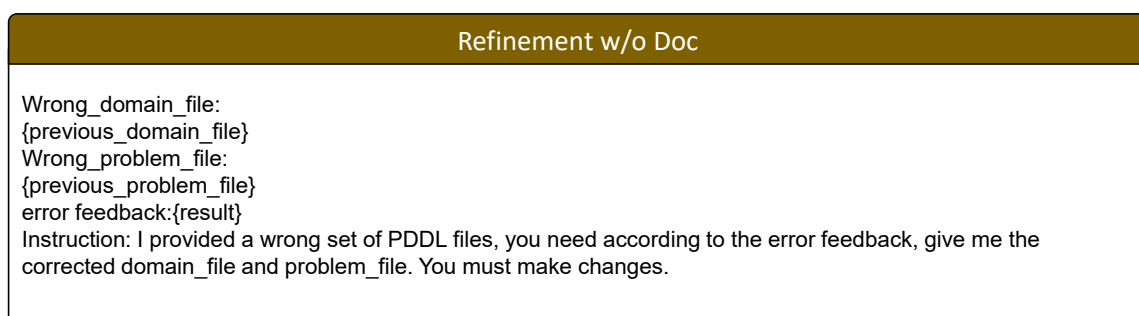 Refinement w/o Doc
Wrong_domain_file:
{previous_domain_file}
Wrong_problem_file:
{previous_problem_file}
error feedback:{result}
Instruction: I provided a wrong set of PDDL files, you need according to the error feedback, give me the
corrected domain_file and problem_file. You must make changes.